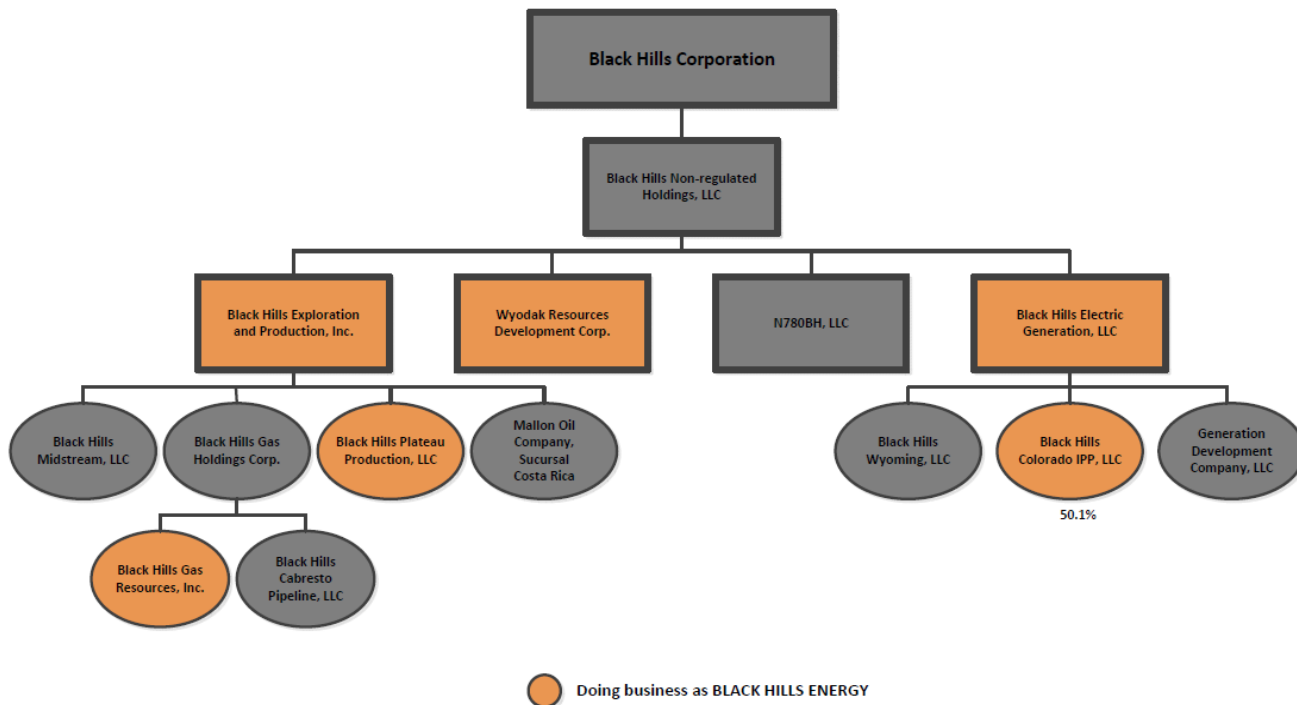 Black Hills Corporation
Black Hills Non-regulated
Holdings, LLC
Black Hills Exploration
and Production, Inc.
Wyodak Resources
Development Corp.
N780BH, LLC
Black Hills Electric
Generation, LLC
Black Hills
Midstream, LLC
Black Hills Gas
Holdings Corp.
Black Hills Plateau
Production, LLC
Mallon Oil
Company,
Sucursal
Costa Rica
Black Hills
Wyoming, LLC
Black Hills
Colorado IPP, LLC
Generation
Development
Company, LLC
50.1%
Black Hills Gas
Resources, Inc.
Black Hills
Cabresto
Pipeline, LLC
Doing business as BLACK HILLS ENERGY